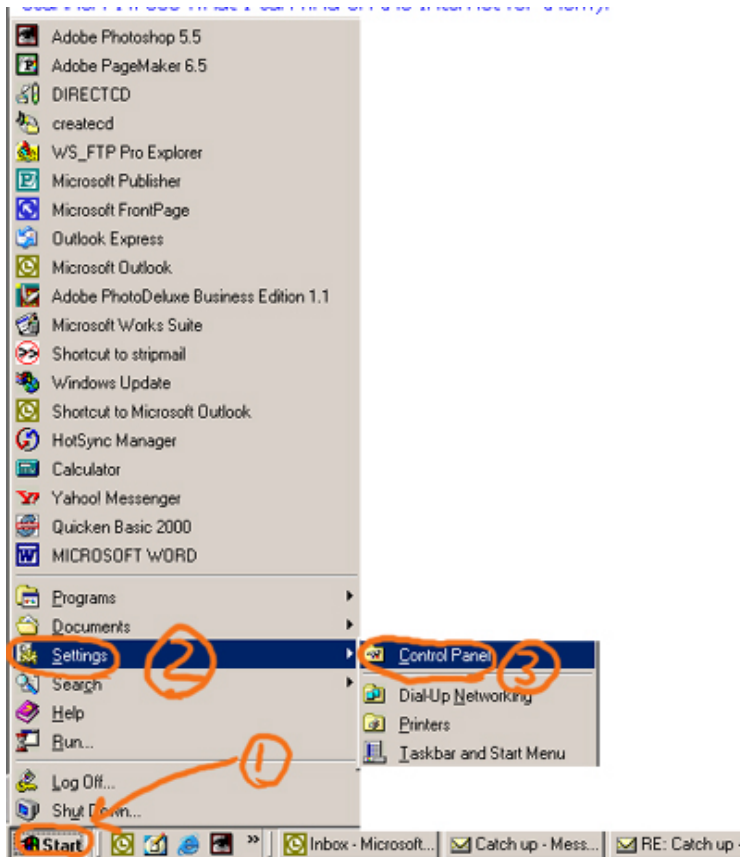 Adobe Photoshop 5.5
Adobe PageMaker 6.5
DIRECTCD
createcd
WS_FTP Pro Explorer
Microsoft Publisher
Microsoft FrontPage
Outlook Express
Microsoft Outlook
Adobe PhotoDeluxe Business Edition 1.1
Microsoft Works Suite
Shortcut to stripmail
Windows Update
Shortcut to Microsoft Outlook
HotSync Manager
Calculator
Yahoo! Messenger
Quicken Basic 2000
MICROSOFT WORD
Programs
Documents
Settings 2 Control Panel 3
Search
Dial-Up Networking
Help
Printers
Run...
Taskbar and Start Menu
1
Log Off...
Shut Down...
Start » Inbox - Microsoft... Catch up - Mess... RE: Catch up -